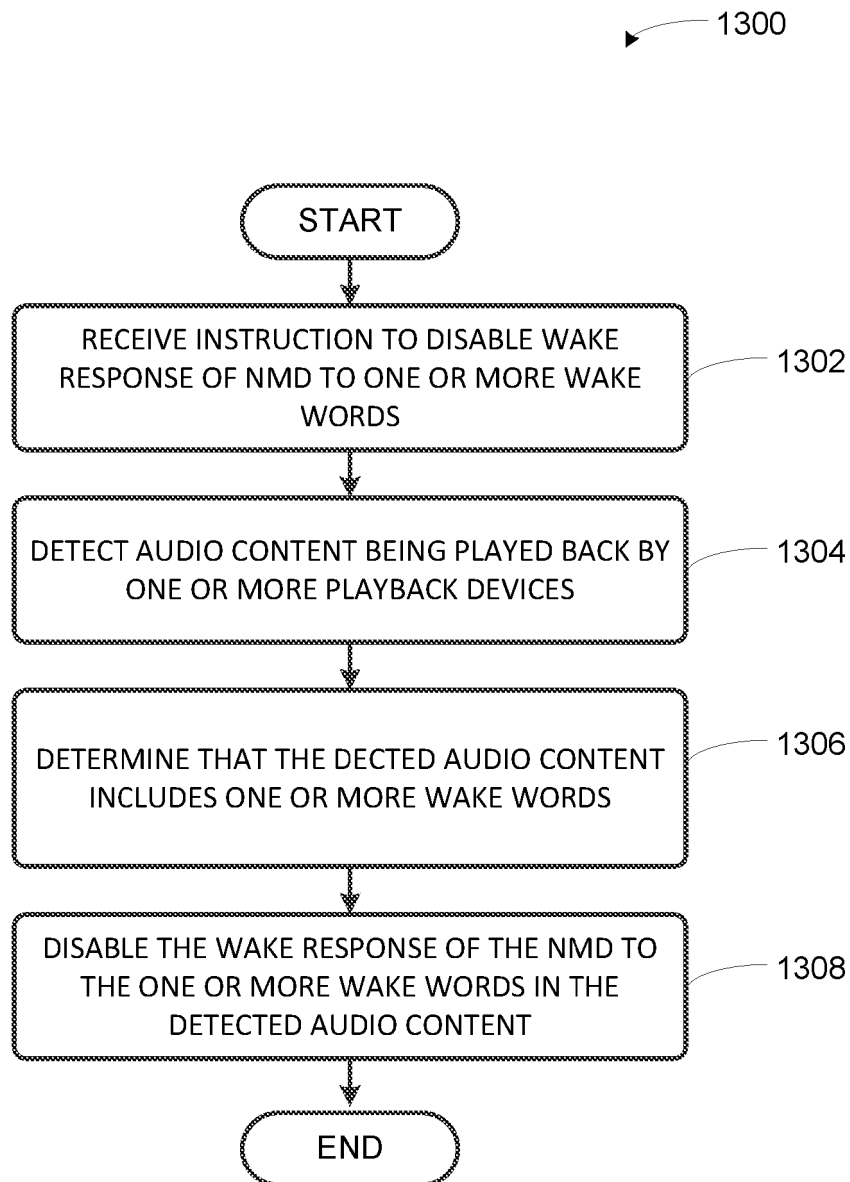 1300
START
RECEIVE INSTRUCTION TO DISABLE WAKE
RESPONSE OF NMD TO ONE OR MORE WAKE
WORDS
1302
DETECT AUDIO CONTENT BEING PLAYED BACK BY
ONE OR MORE PLAYBACK DEVICES
1304
DETERMINE THAT THE DECTED AUDIO CONTENT
INCLUDES ONE OR MORE WAKE WORDS
1306
DISABLE THE WAKE RESPONSE OF THE NMD TO
THE ONE OR MORE WAKE WORDS IN THE
DETECTED AUDIO CONTENT
1308
END